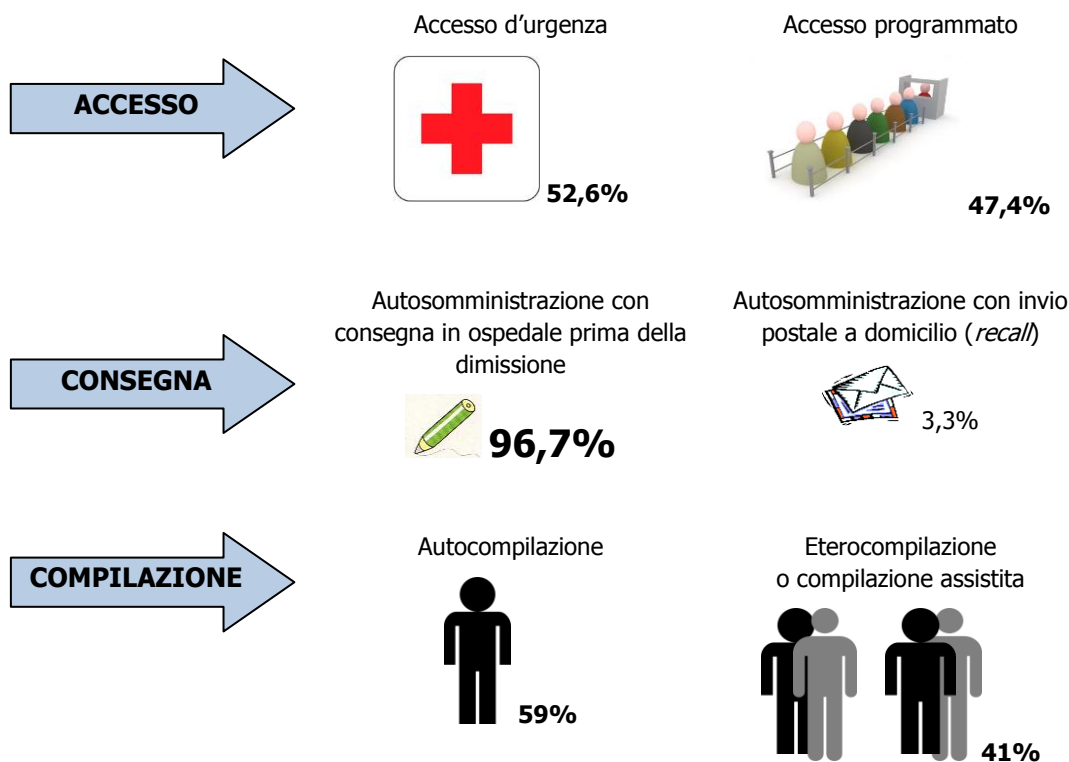 Accesso d’urgenza
Accesso programmato
ACCESSO
52,6%
47,4%
Autosomministrazione con
consegna in ospedale prima della
dimissione
Autosomministrazione con invio
postale a domicilio (recall)
CONSEGNA
96,7%
3,3%
Autocompilazione
Eterocompilazione
o compilazione assistita
COMPILAZIONE
59%
41%